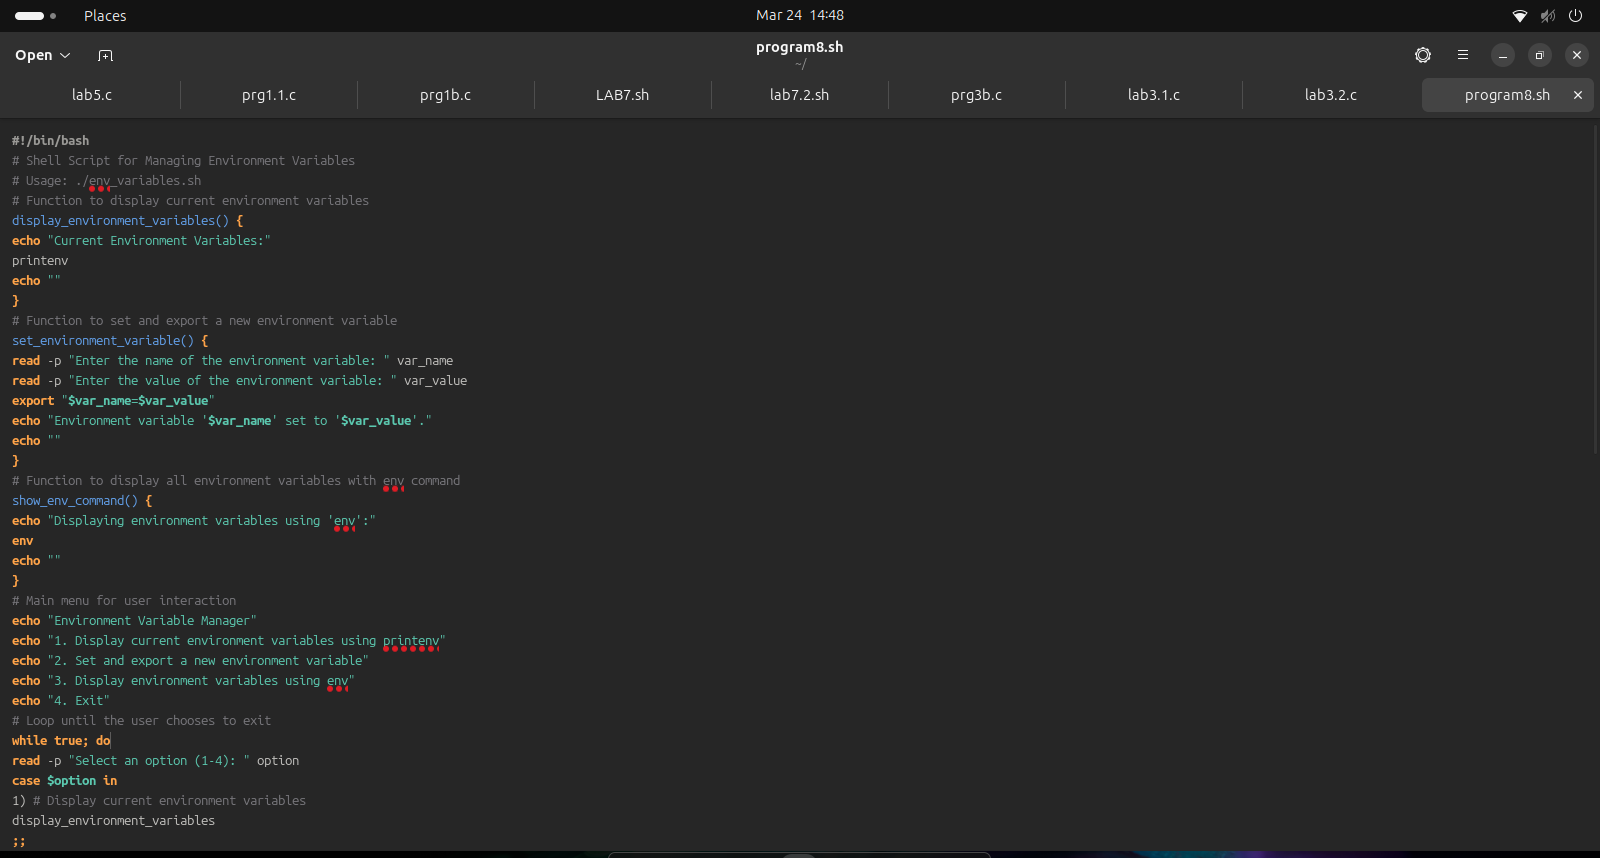 Places
Mar 24 14:48
Open
program8.sh
~/
lab5.c
prg1.1.c
prg1b.c
LAB7.sh
lab7.2.sh
prg3b.c
lab3.1.c
lab3.2.c
program8.sh
#!/bin/bash
# Shell Script for Managing Environment Variables
# Usage: ./env_variables.sh
# Function to display current environment variables
display_environment_variables() {
echo "Current Environment Variables:"
printenv
echo ""
}
# Function to set and export a new environment variable
set_environment_variable() {
read -p "Enter the name of the environment variable: " var_name
read -p "Enter the value of the environment variable: " var_value
export "$var_name=$var_value"
echo "Environment variable '$var_name' set to '$var_value'."
echo ""
}
# Function to display all environment variables with env command
show_env_command() {
echo "Displaying environment variables using 'env':"
env
echo ""
}
# Main menu for user interaction
echo "Environment Variable Manager"
echo "1. Display current environment variables using printenv"
echo "2. Set and export a new environment variable"
echo "3. Display environment variables using env"
echo "4. Exit"
# Loop until the user chooses to exit
while true; do
read -p "Select an option (1-4): " option
case $option in
1) # Display current environment variables
display_environment_variables
;;